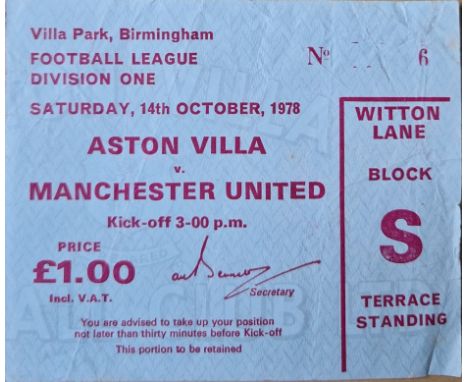 Villa Park, Birmingham
FOOTBALL LEAGUE
DIVISION ONE
Nº 6
SATURDAY, 14th OCTOBER, 1978
ASTON VILLA
v.
MANCHESTER UNITED
Kick-off 3-00 p.m.
PRICE
£1.00
Incl. V.A.T.
Secretary
You are advised to take up your position
not later than thirty minutes before Kick-off
This portion to be retained
WITTON
LANE
BLOCK
S
TERRACE
STANDING